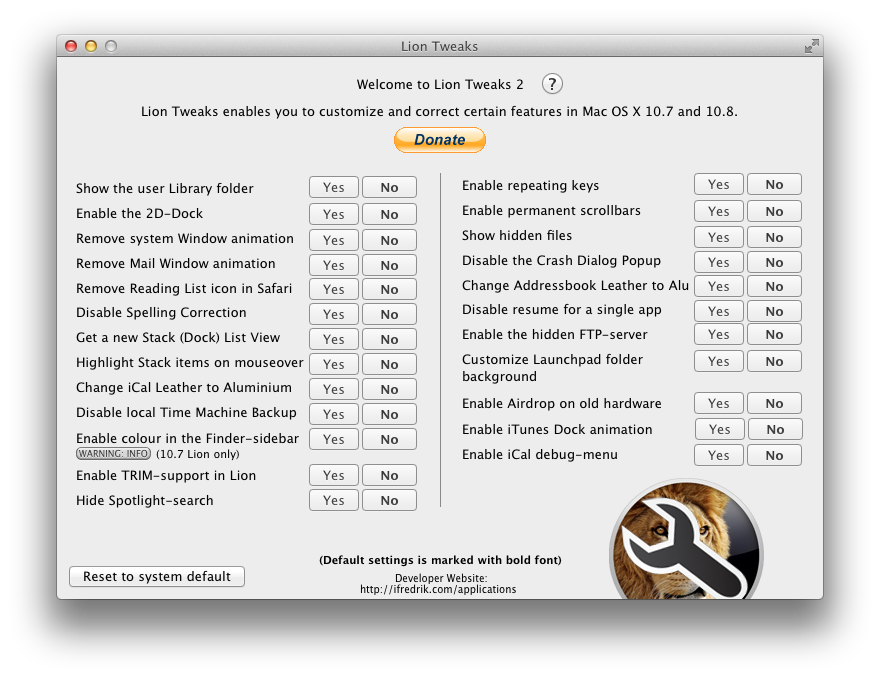 Lion Tweaks
Welcome to Lion Tweaks 2 ?
Lion Tweaks enables you to customize and correct certain features in Mac OS X 10.7 and 10.8.
Donate
Show the user Library folder Yes No
Enable the 2D-Dock Yes No
Remove system Window animation Yes No
Remove Mail Window animation Yes No
Remove Reading List icon in Safari Yes No
Disable Spelling Correction Yes No
Get a new Stack (Dock) List View Yes No
Highlight Stack items on mouseover Yes No
Change iCal Leather to Aluminium Yes No
Disable local Time Machine Backup Yes No
Enable colour in the Finder-sidebar Yes No
WARNING: INFO (10.7 Lion only)
Enable TRIM-support in Lion Yes No
Hide Spotlight-search Yes No
Enable repeating keys Yes No
Enable permanent scrollbars Yes No
Show hidden files Yes No
Disable the Crash Dialog Popup Yes No
Change Addressbook Leather to Alu Yes No
Disable resume for a single app Yes No
Enable the hidden FTP-server Yes No
Customize Launchpad folder Yes No
background
Enable Airdrop on old hardware Yes No
Enable iTunes Dock animation Yes No
Enable iCal debug-menu Yes No
(Default settings is marked with bold font)
Reset to system default
Developer Website:
http://ifredrik.com/applications